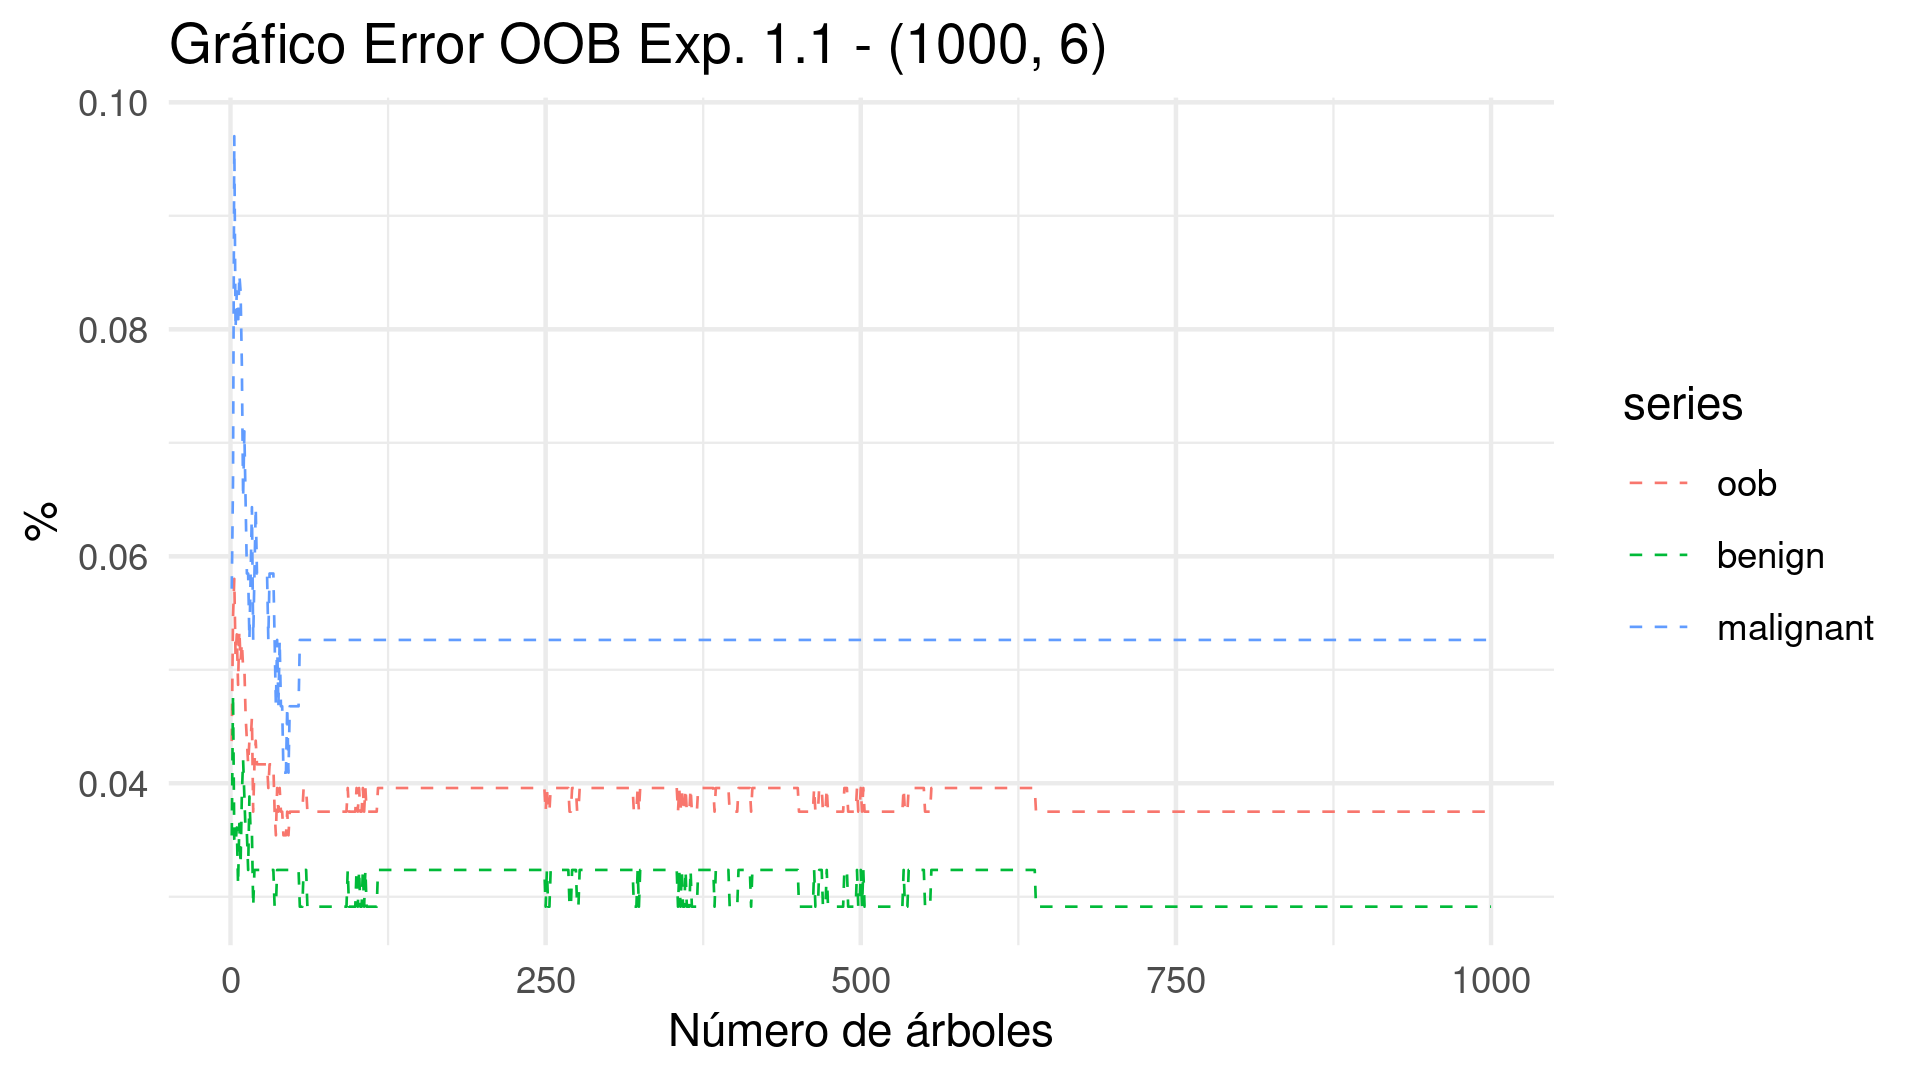 Gráfico Error OOB Exp. 1.1 - (1000, 6)
0.10
0.08
0.06
0.04
%
0
250
500
750
1000
Número de árboles
series
oob
benign
malignant